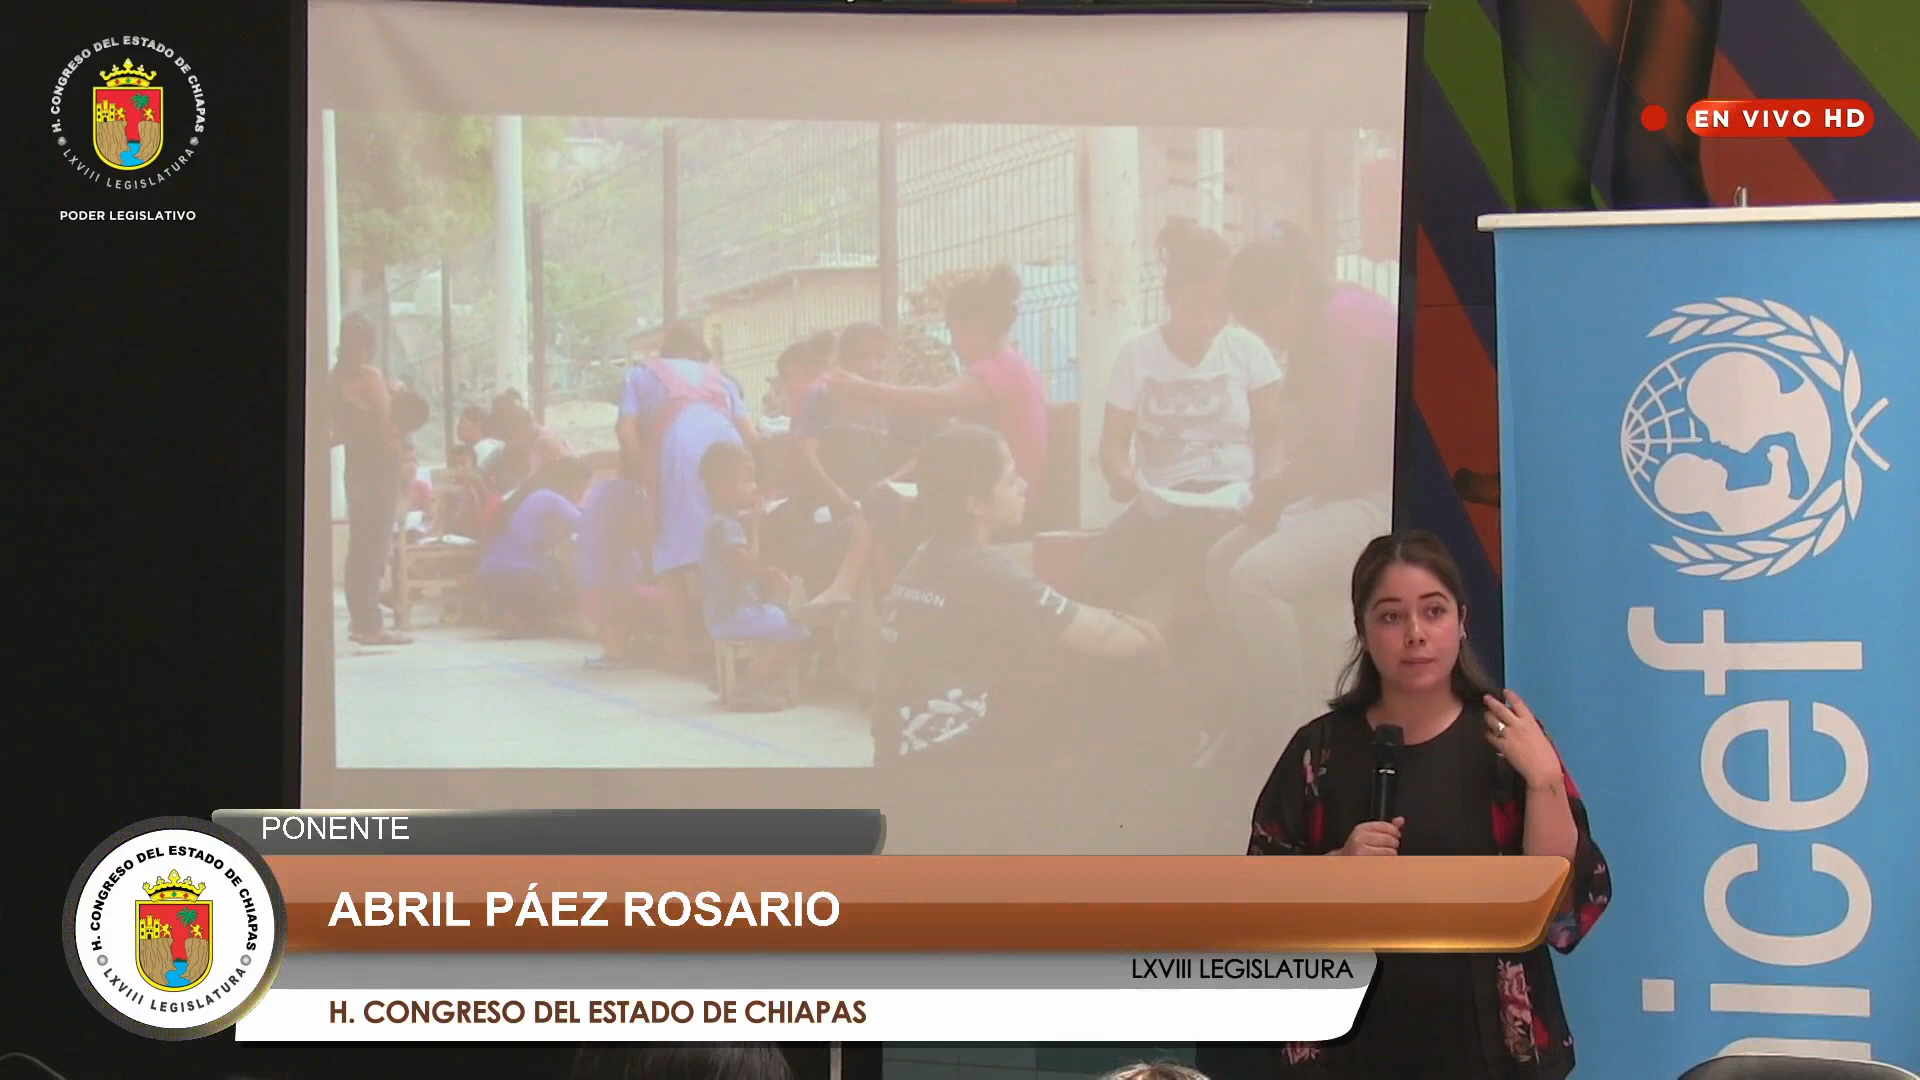 H. CONGRESO DEL ESTADO DE CHIAPAS
LXVIII LEGISLATURA
PODER LEGISLATIVO
EN VIVO HD
unicef
PONENTE
ABRIL PÁEZ ROSARIO
LXVIII LEGISLATURA
H. CONGRESO DEL ESTADO DE CHIAPAS
H. CONGRESO DEL ESTADO DE CHIAPAS
LXVIII LEGISLATURA